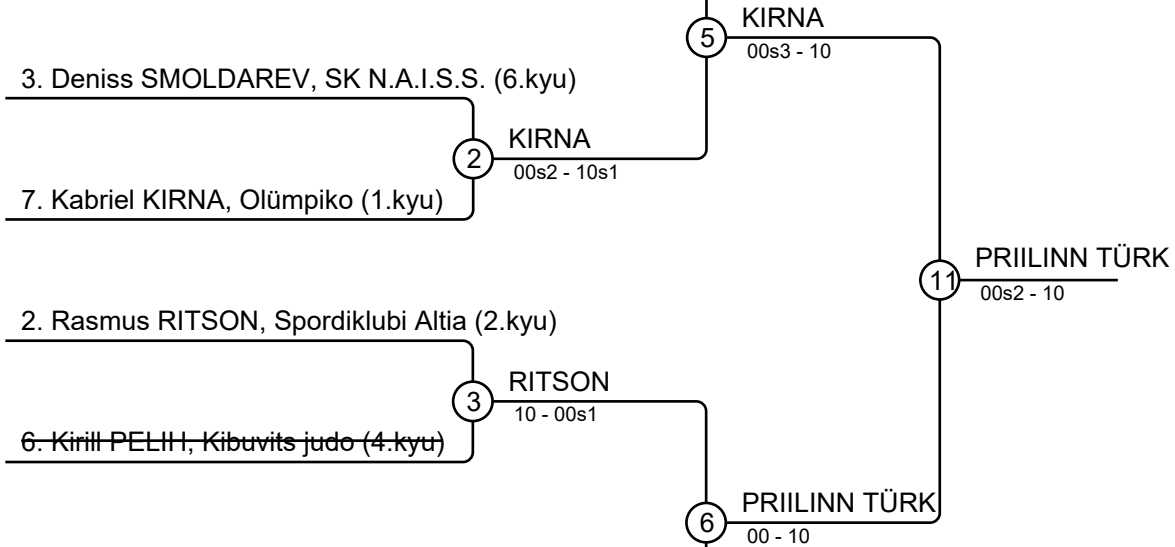 KIRNA
5
00s3 - 10
3. Deniss SMOLDAREV, SK N.A.I.S.S. (6.kyu)
KIRNA
2
00s2 - 10s1
7. Kabriel KIRNA, Olümpiko (1.kyu)
PRIILINN TÜRK
11
00s2 - 10
2. Rasmus RITSON, Spordiklubi Altia (2.kyu)
RITSON
3
10 - 00s1
6. Kirill PELIH, Kibuvits judo (4.kyu)
PRIILINN TÜRK
6
00 - 10